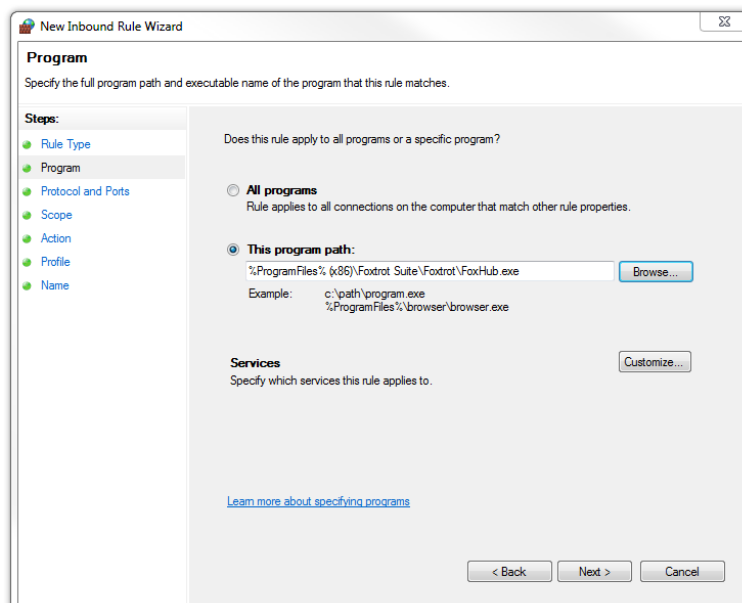 New Inbound Rule Wizard
Program
Specify the full program path and executable name of the program that this rule matches.
Steps:
Rule Type
Program
Protocol and Ports
Scope
Action
Profile
Name
Does this rule apply to all programs or a specific program?
All programs
Rule applies to all connections on the computer that match other rule properties.
This program path:
%ProgramFiles% (x86)\Foxtrot Suite\Foxtrot\FoxHub.exe
Browse...
Example: c:\path\program.exe
%ProgramFiles%\browser\browser.exe
Services
Customize...
Specify which services this rule applies to.
Learn more about specifying programs
< Back
Next >
Cancel